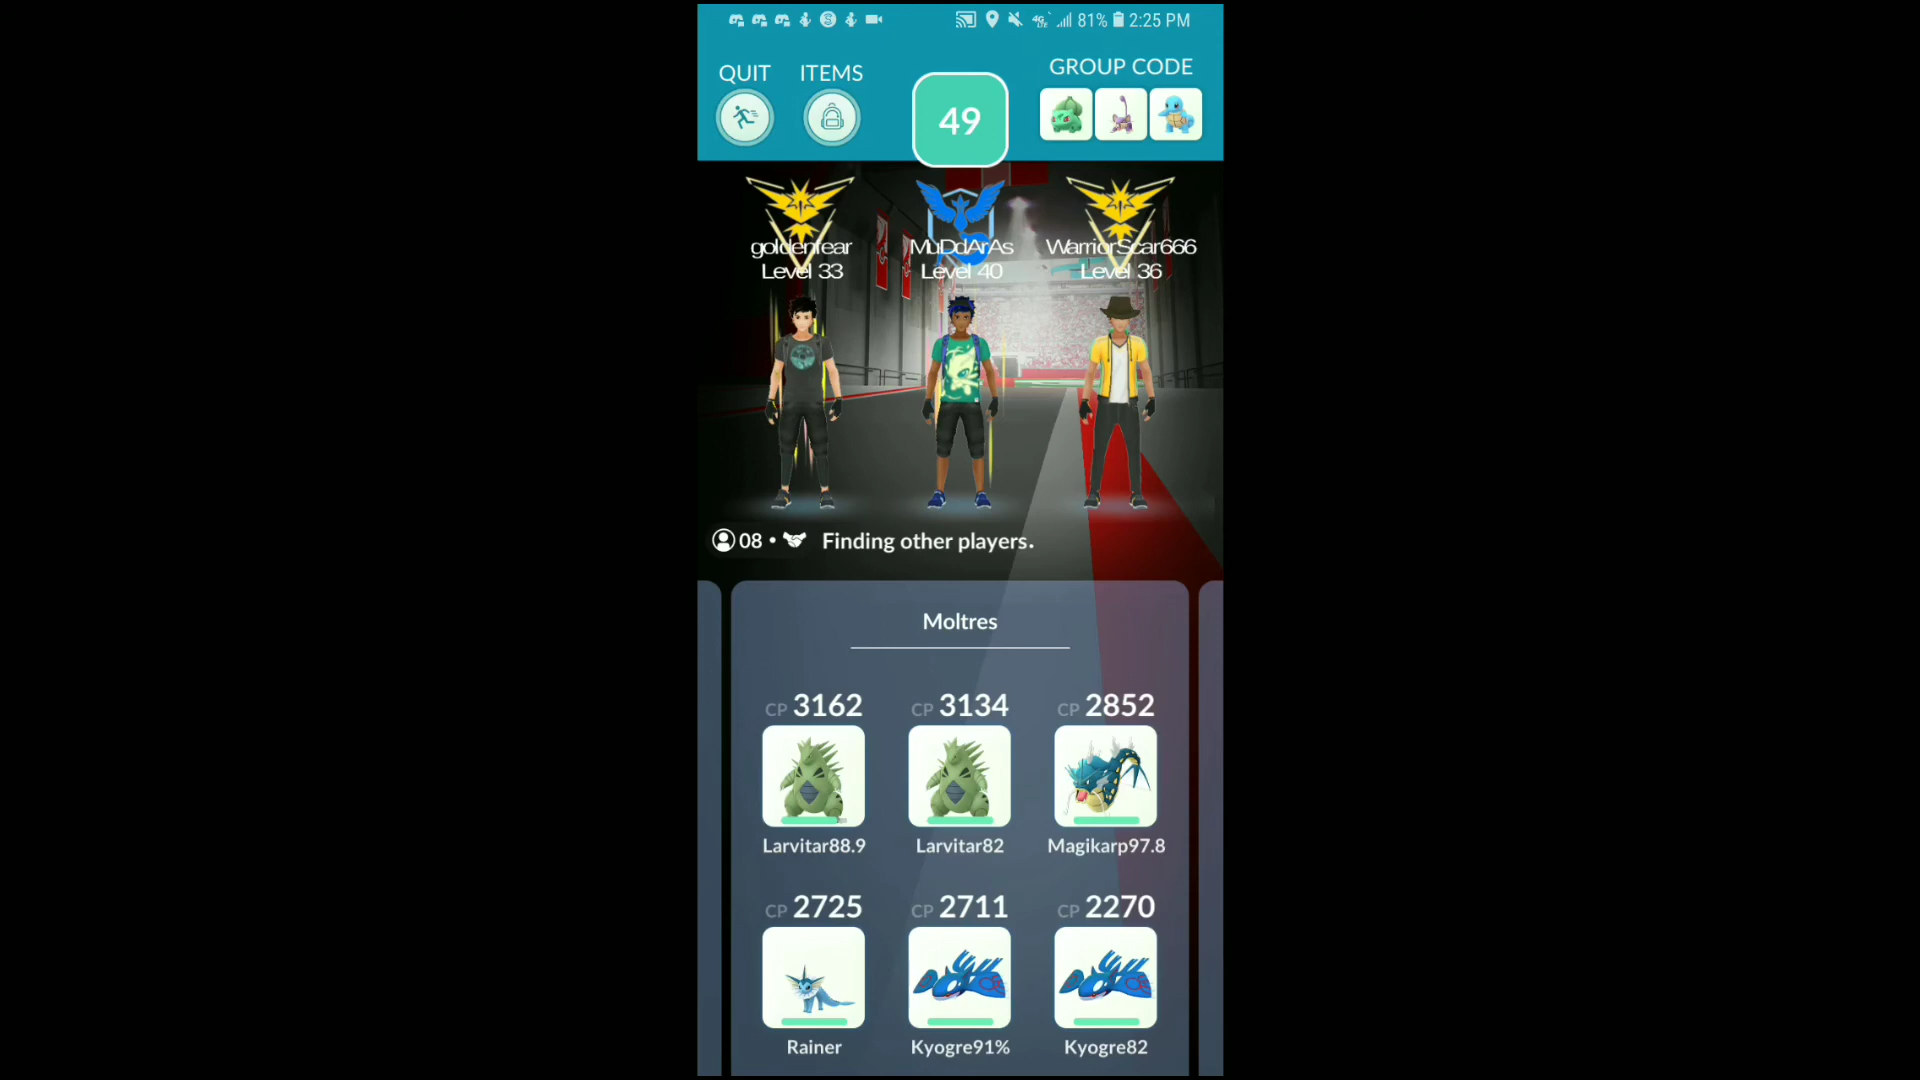 81% 2:25 PM
QUIT ITEMS GROUP CODE
49
goldenfear MuDdArAs WarriorScar666
Level 33 Level 40 Level 36
08 • Finding other players.
Moltres
CP 3162 CP 3134 CP 2852
Larvitar88.9 Larvitar82 Magikarp97.8
CP 2725 CP 2711 CP 2270
Rainer Kyogre91% Kyogre82